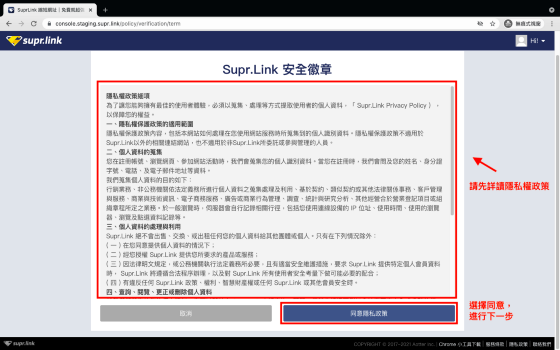 SuprLink 縮短網址 | 免費短網
console.staging.supr.link/policy/verification/term
無痕式視窗
supr.link
Hi!
Supr.Link 安全徽章
隱私權政策細項
為了讓您能夠擁有最佳的使用者體驗，必須以蒐集、處理等方式提取使用者的個人資料，「Supr.Link Privacy Policy」，
以保障您的權益。
一、隱私權保護政策的適用範圍
隱私權保護政策內容，包括本網站如何處理在您使用網站服務時所蒐集到的個人識別資料。隱私權保護政策不適用於
Supr.Link以外的相關連結網站，也不適用於非Supr.Link所委託或參與管理的人員。
二、個人資料的蒐集
您在註冊帳號、瀏覽網頁、參加網站活動時，我們會蒐集您的個人識別資料。當您在註冊時，我們會問及您的姓名、身分證
字號、電話、及電子郵件地址等資料。
我們蒐集個人資料的目的如下：
行銷業務、非公務機關依法定義務所進行個人資料之蒐集處理及利用、基於契約、類似契約或其他法律關係事務、客戶管理
與服務、商業與技術資訊、電子商務服務、廣告或商業行為管理、調查、統計與研究分析、其他經營合於營業登記項目或組
織章程所定之業務。於一般瀏覽時，伺服器會自行記錄相關行徑，包括您使用連線設備的 IP 位址、使用時間、使用的瀏覽
器、瀏覽及點選資料記錄等。
三、個人資料的處理與利用
Supr.Link 絕不會出售、交換、或出租任何您的個人資料給其他團體或個人。只有在下列情況除外：
(一) 在您同意提供個人資料的情況下；
(二) 經您授權 Supr.Link 提供您所要求的產品或服務；
(三) 因法律明文規定，或公務機關執行法定義務所必要，且有適當安全維護措施，要求 Supr.Link 提供特定個人會員資料
時， Supr.Link 將遵循合法程序辦理，以及對 Supr.Link 所有使用者安全考量下做可能必要的配合；
(四) 有違反任何 Supr.Link 政策、權利、智慧財產權或任何 Supr.Link 或其他會員安全時。
四、查詢、閱覽、更正或刪除個人資料
請先詳讀隱私權政策
取消
同意隱私政策
選擇同意，
進行下一步
supr.link
COPYRIGHT © 2017-2021 Aotter Inc. | Chrome 小工具下載 | 服務條款 | 隱私政策 | 聯絡我們